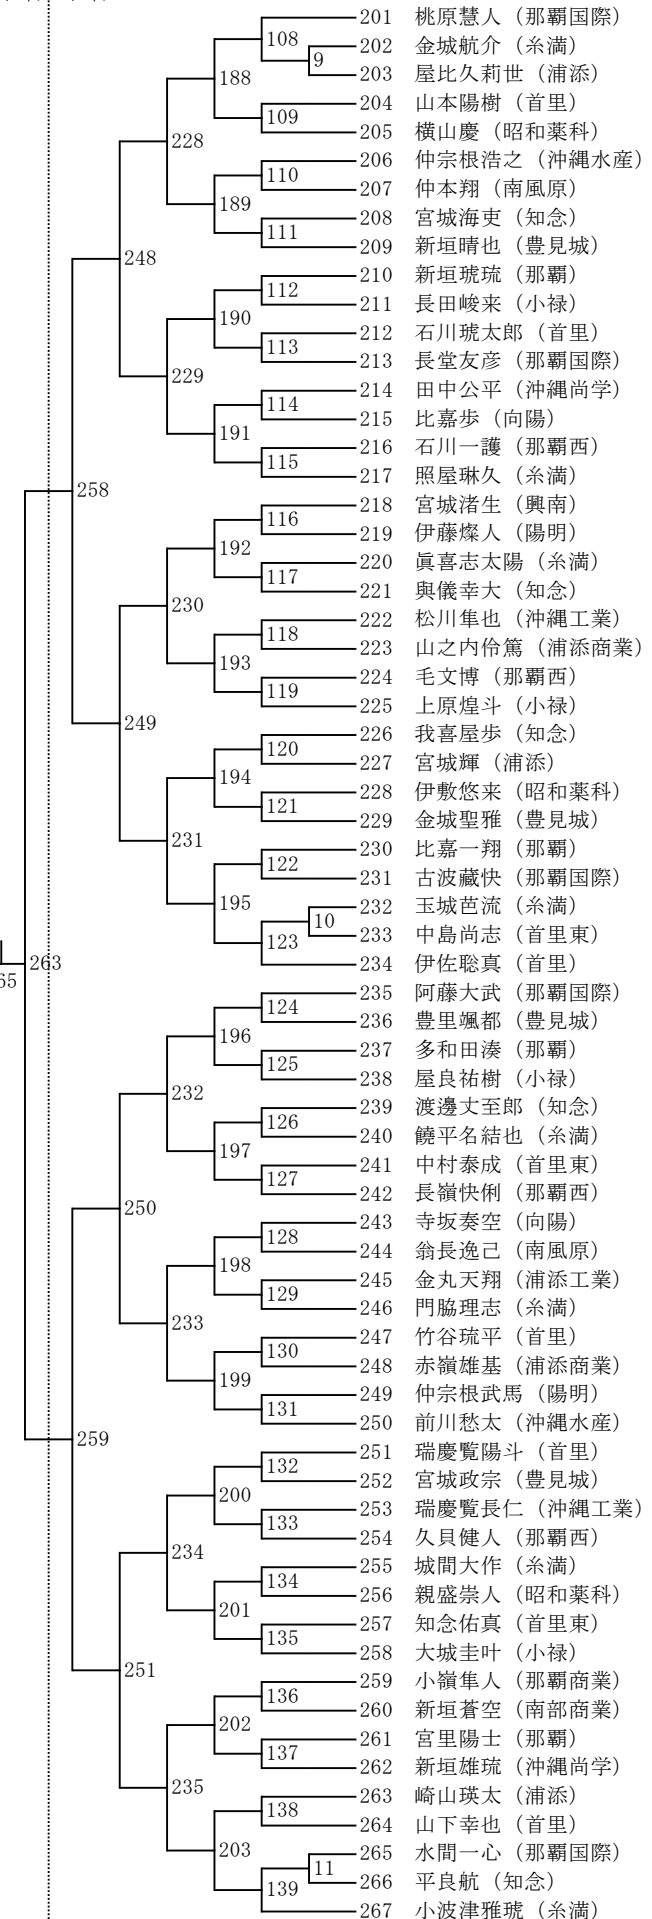 201 桃原慧人（那覇国際）
108
202 金城航介（糸満）
9
203 屋比久莉世（浦添）
188
204 山本陽樹（首里）
109
205 横山慶（昭和薬科）
228
206 仲宗根浩之（沖縄水産）
110
207 仲本翔（南風原）
189
208 宮城海吏（知念）
111
209 新垣晴也（豊見城）
248
210 新垣琥琉（那覇）
112
211 長田峻来（小禄）
190
212 石川琥太郎（首里）
113
213 長堂友彦（那覇国際）
229
214 田中公平（沖縄尚学）
114
215 比嘉歩（向陽）
191
216 石川一護（那覇西）
115
217 照屋琳久（糸満）
258
218 宮城渚生（興南）
116
219 伊藤燦人（陽明）
192
220 眞喜志太陽（糸満）
117
221 與儀幸大（知念）
230
222 松川隼也（沖縄工業）
118
223 山之内伶篤（浦添商業）
193
224 毛文博（那覇西）
119
225 上原煌斗（小禄）
249
226 我喜屋歩（知念）
120
227 宮城輝（浦添）
194
228 伊敷悠来（昭和薬科）
121
229 金城聖雅（豊見城）
231
230 比嘉一翔（那覇）
122
231 古波藏快（那覇国際）
195
232 玉城芭流（糸満）
10
233 中島尚志（首里東）
123
234 伊佐聡真（首里）
263
65
235 阿藤大武（那覇国際）
124
236 豊里颯都（豊見城）
196
237 多和田湊（那覇）
125
238 屋良祐樹（小禄）
232
239 渡邊丈至郎（知念）
126
240 饒平名結也（糸満）
197
241 中村泰成（首里東）
127
242 長嶺快俐（那覇西）
250
243 寺坂奏空（向陽）
128
244 翁長逸己（南風原）
198
245 金丸天翔（浦添工業）
129
246 門脇理志（糸満）
233
247 竹谷琉平（首里）
130
248 赤嶺雄基（浦添商業）
199
249 仲宗根武馬（陽明）
131
250 前川愁太（沖縄水産）
259
251 瑞慶覧陽斗（首里）
132
252 宮城政宗（豊見城）
200
253 瑞慶覧長仁（沖縄工業）
133
254 久貝健人（那覇西）
234
255 城間大作（糸満）
134
256 親盛崇人（昭和薬科）
201
257 知念佑真（首里東）
135
258 大城圭叶（小禄）
251
259 小嶺隼人（那覇商業）
136
260 新垣蒼空（南部商業）
202
261 宮里陽士（那覇）
137
262 新垣雄琉（沖縄尚学）
235
263 崎山瑛太（浦添）
138
264 山下幸也（首里）
203
265 水間一心（那覇国際）
11
266 平良航（知念）
139
267 小波津雅琥（糸満）